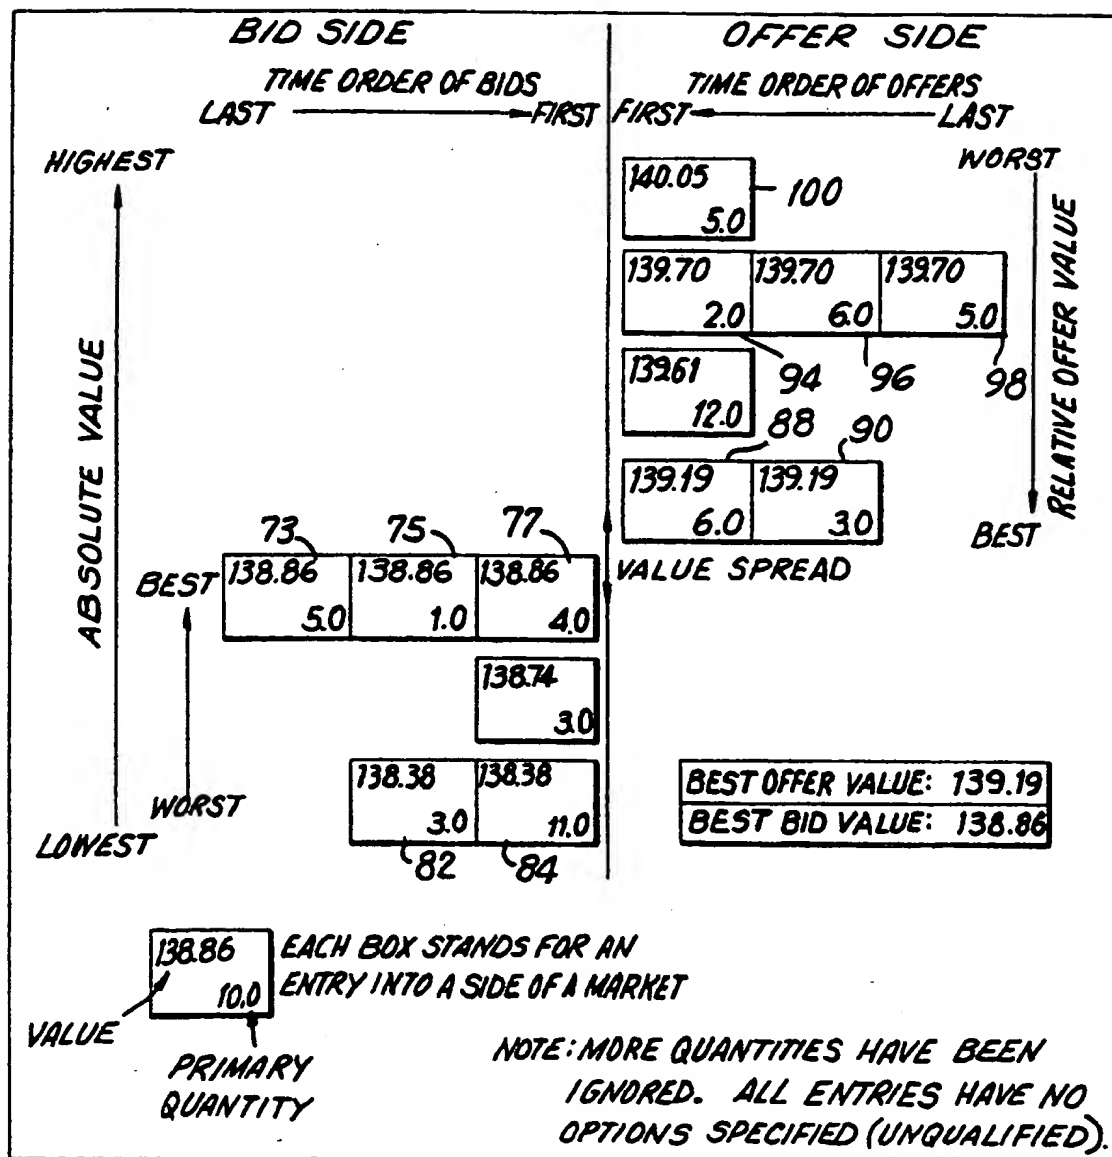 BID SIDE
OFFER SIDE
TIME ORDER OF BIDS
TIME ORDER OF OFFERS
LAST
FIRST
FIRST
LAST
HIGHEST
WORST
140.05
5.0
100
139.70
139.70
139.70
2.0
6.0
5.0
94
96
98
139.61
12.0
88
90
139.19
139.19
6.0
3.0
RELATIVE OFFER VALUE
BEST
ABSOLUTE VALUE
73
75
77
VALUE SPREAD
BEST
138.86
138.86
138.86
5.0
1.0
4.0
138.74
3.0
138.38
138.38
3.0
11.0
WORST
LOWEST
82
84
BEST OFFER VALUE: 139.19
BEST BID VALUE: 138.86
138.86
10.0
EACH BOX STANDS FOR AN
ENTRY INTO A SIDE OF A MARKET
VALUE
PRIMARY
QUANTITY
NOTE: MORE QUANTITIES HAVE BEEN
IGNORED. ALL ENTRIES HAVE NO
OPTIONS SPECIFIED (UNQUALIFIED).